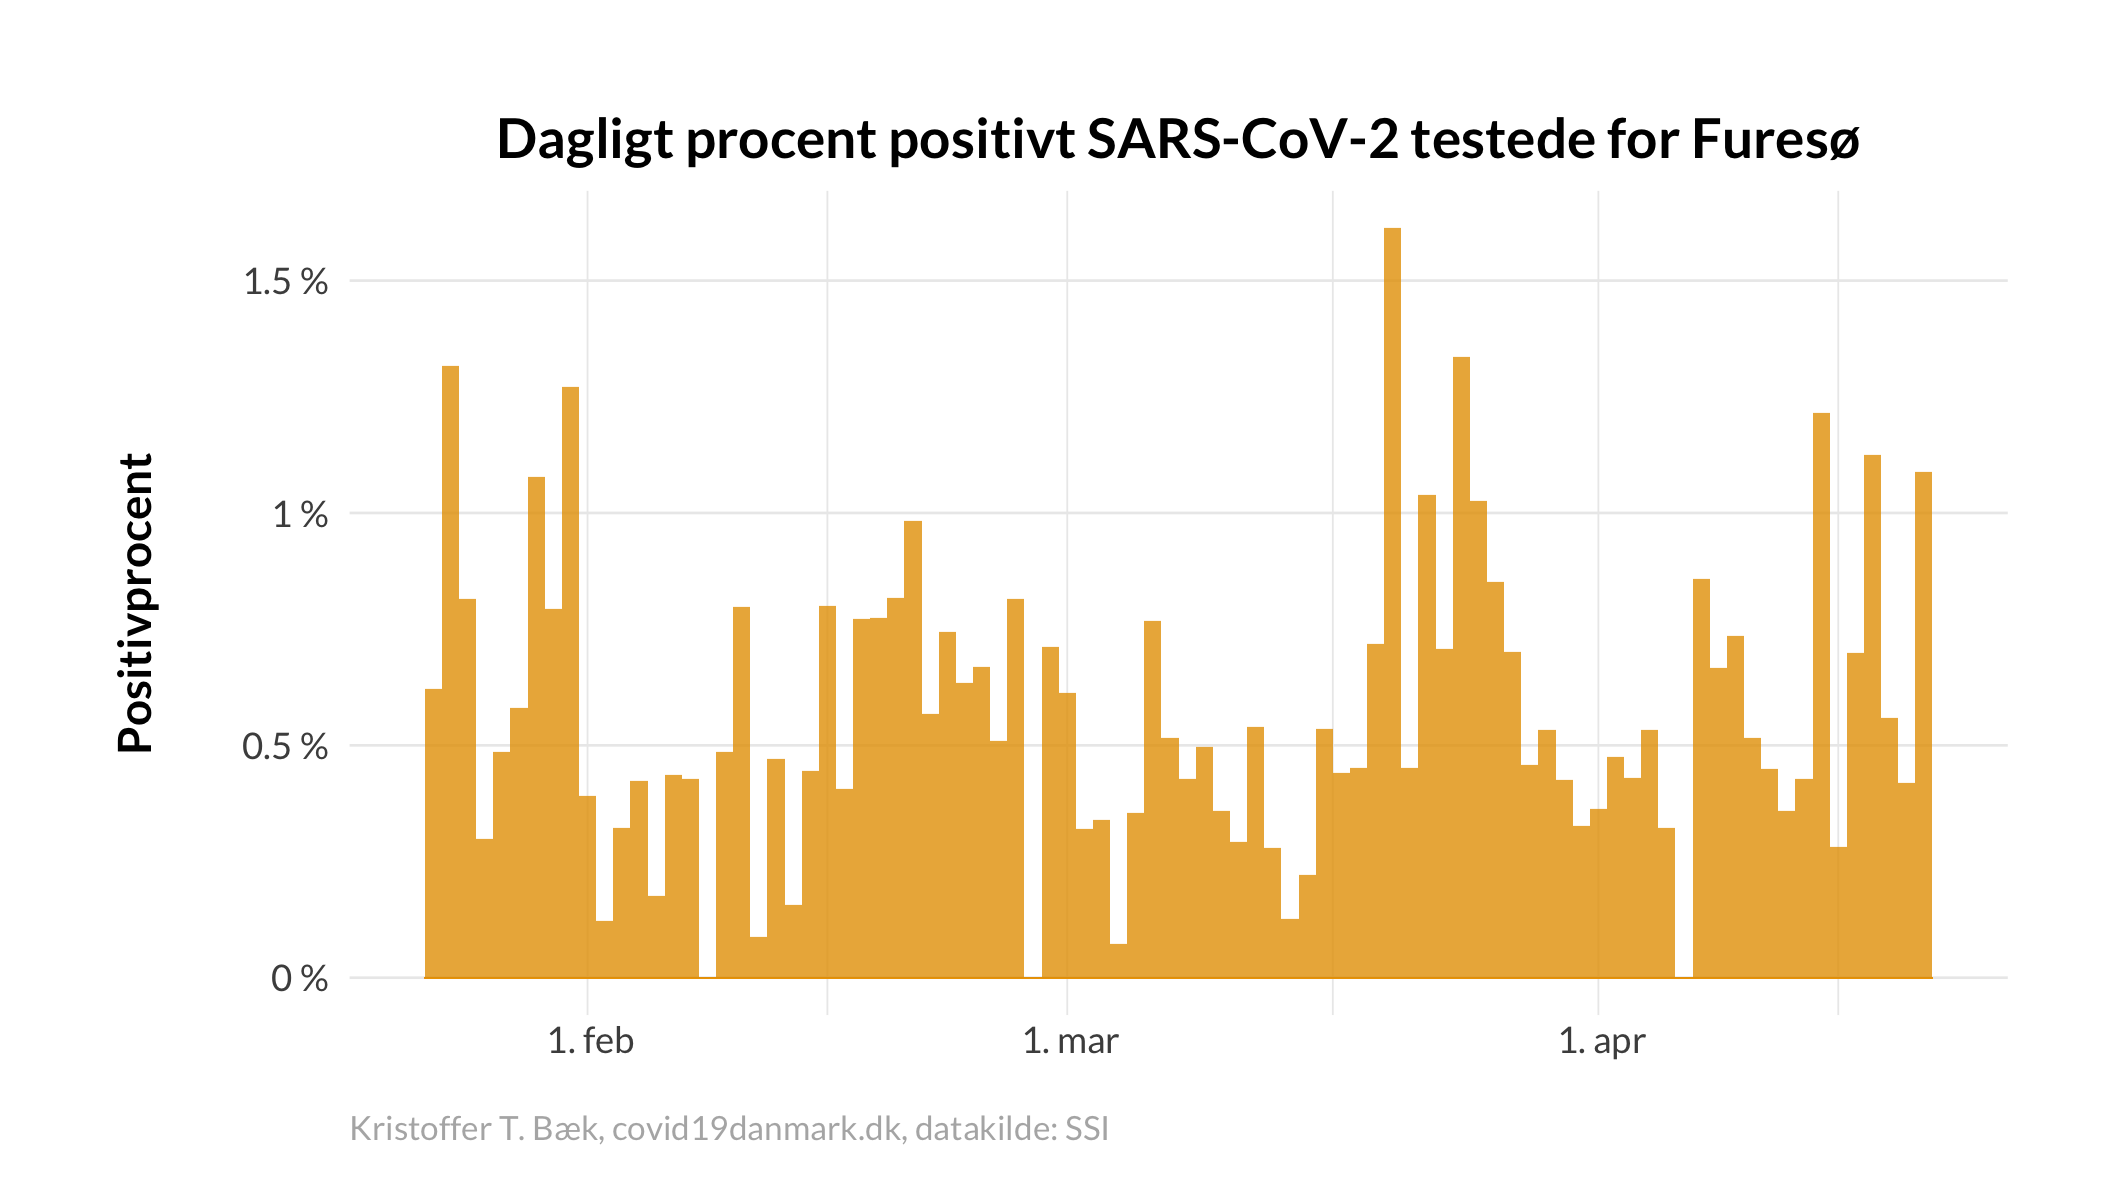 Dagligt procent positivt SARS-CoV-2 testede for Furesø
Positivprocent
1.5 %
1 %
0.5 %
0 %
1. feb
1. mar
1. apr
Kristoffer T. Bæk, covid19danmark.dk, datakilde: SSI